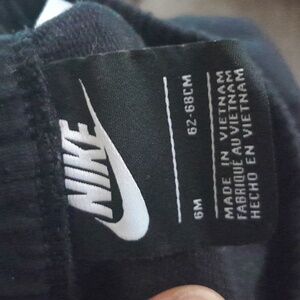 NIKE
62-68CM
6M
MADE IN VIETNAM
FABRIQUÉ AU VIETNAM
HECHO EN VIETNAM